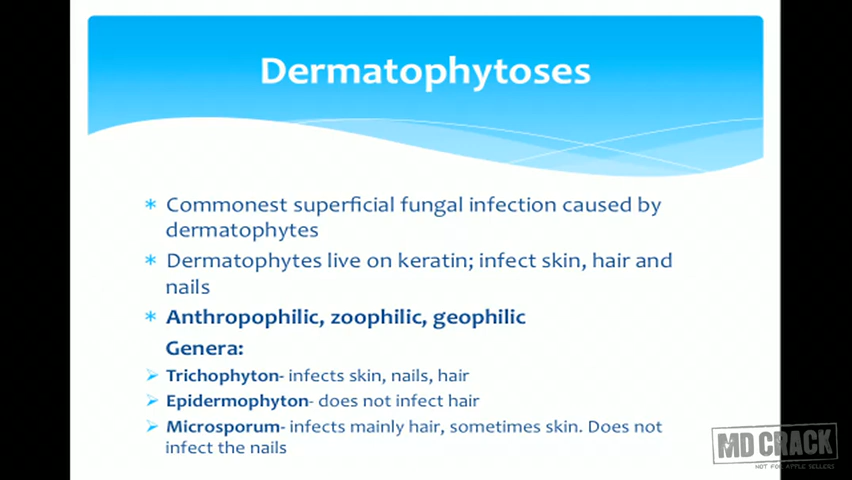 Dermatophytoses
* Commonest superficial fungal infection caused by
dermatophytes
* Dermatophytes live on keratin; infect skin, hair and
nails
* Anthropophilic, zoophilic, geophilic
Genera:
➢ Trichophyton- infects skin, nails, hair
➢ Epidermophyton- does not infect hair
➢ Microsporum- infects mainly hair, sometimes skin. Does not
infect the nails
MD CRACK
NOT FOR APPLE SELLERS